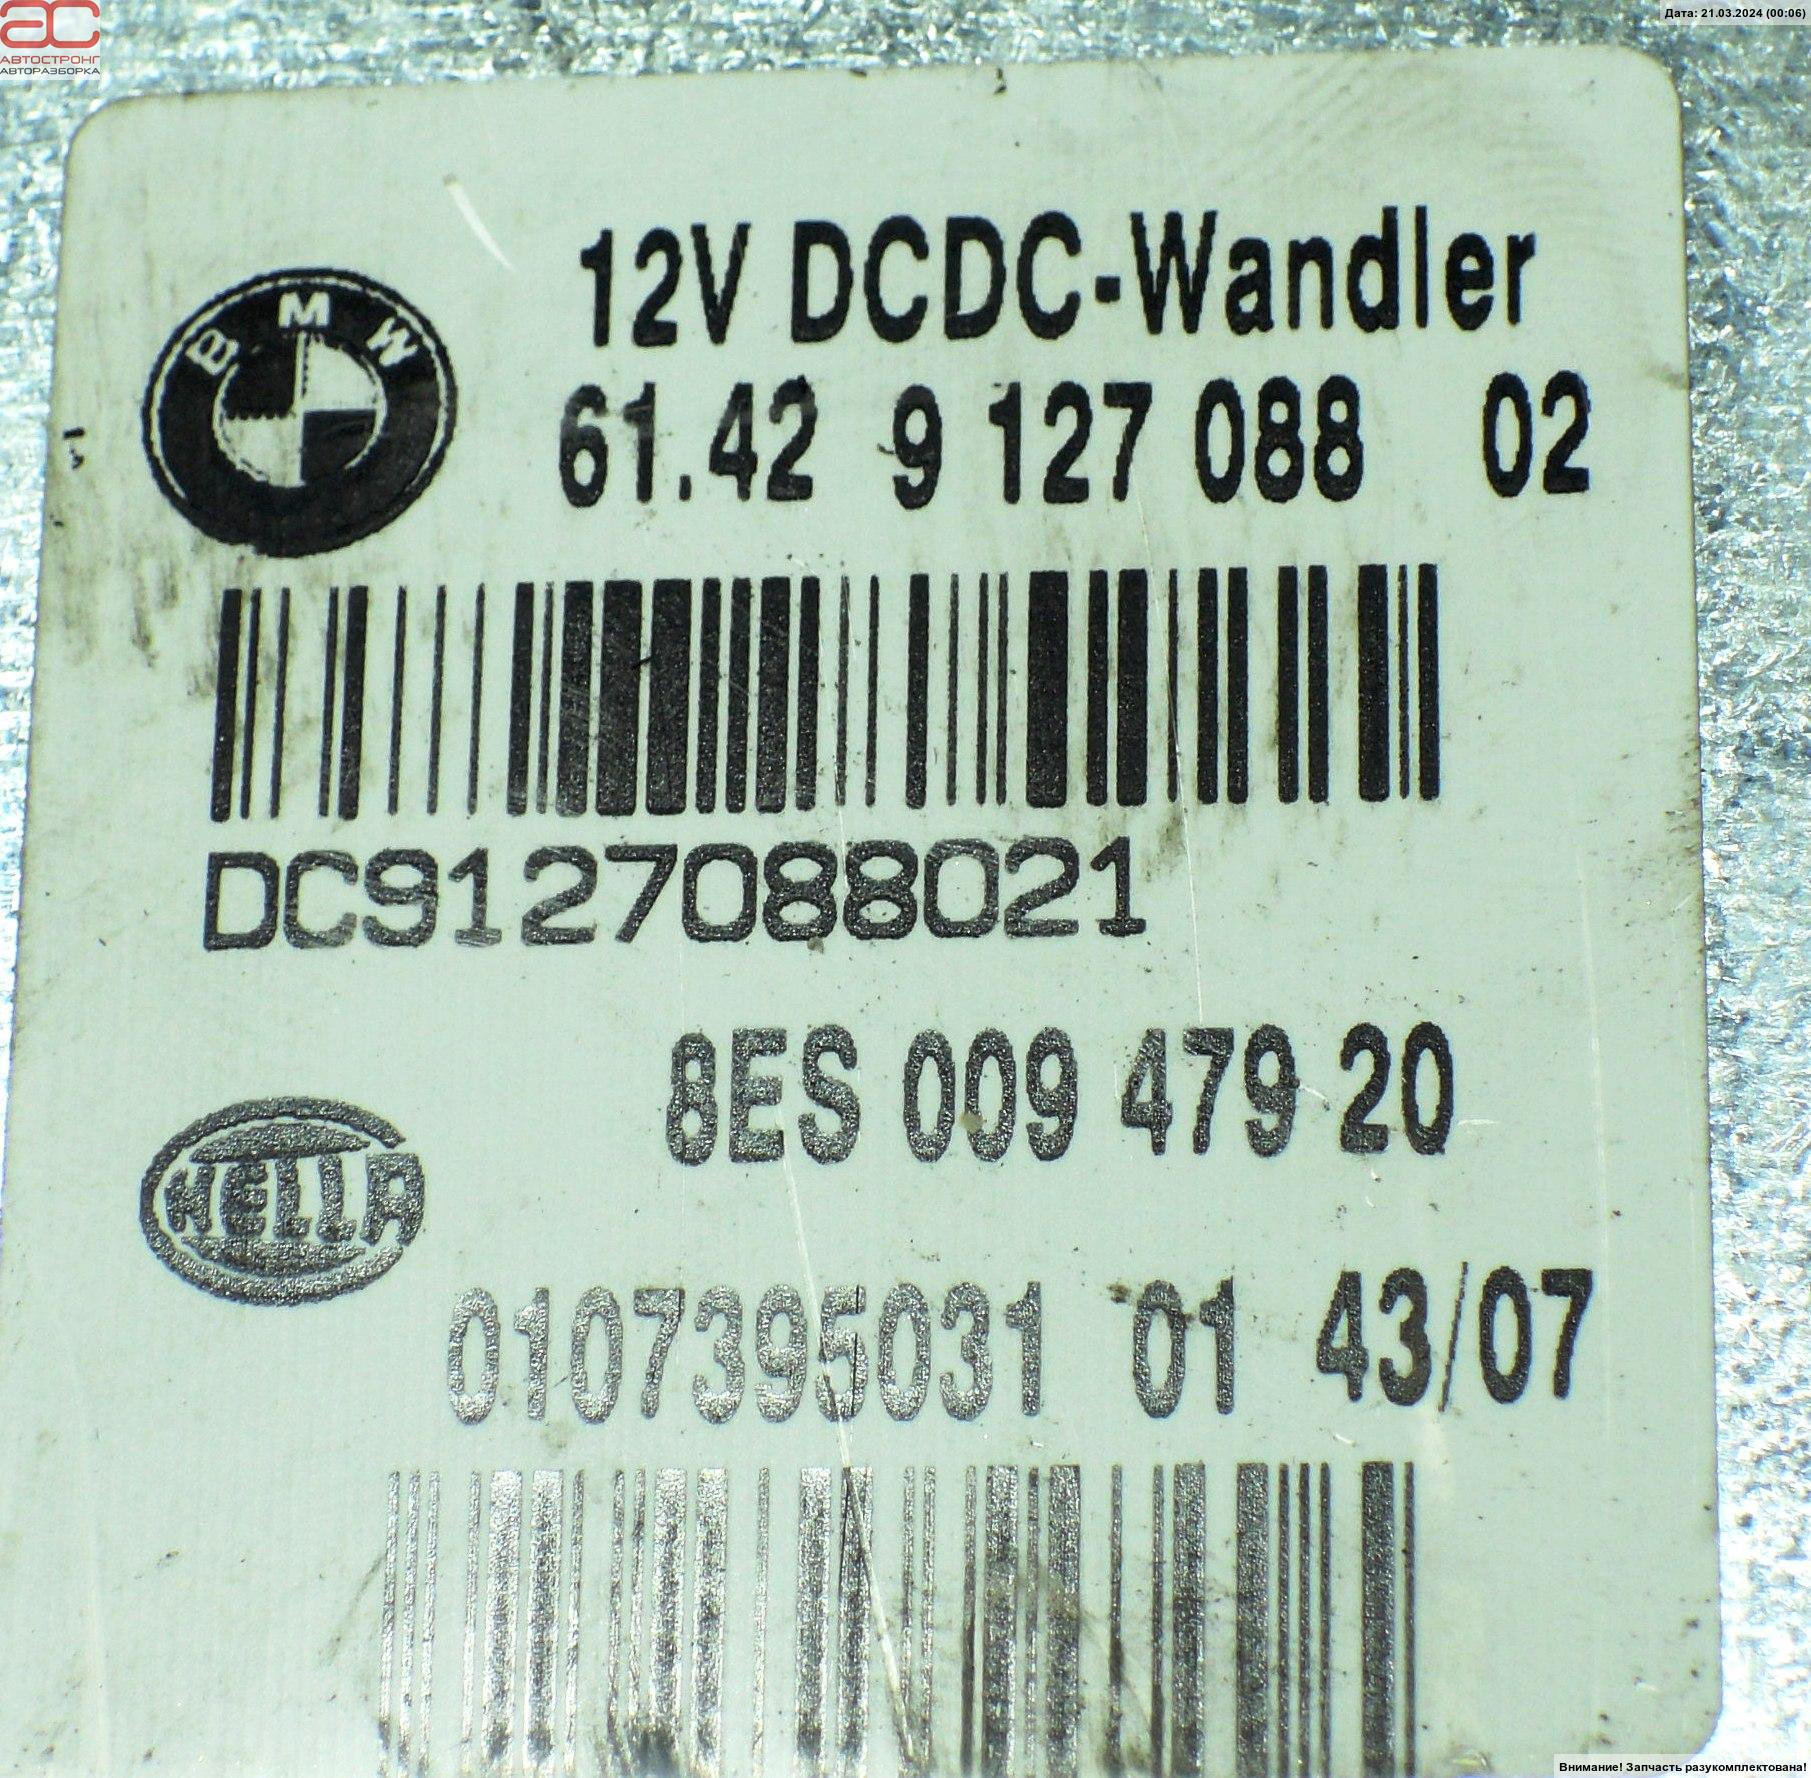 ас
АВТОСТРОНГ
АВТОРАЗБОРКА
Дата: 21.03.2024 (00:06)
BMW
12V DCDC-Wandler
61.42 9 127 088 02
DC9127088021
8ES 009 479 20
HELLA
0107395031 01 43/07
Внимание! Запчасть разукомплектована!